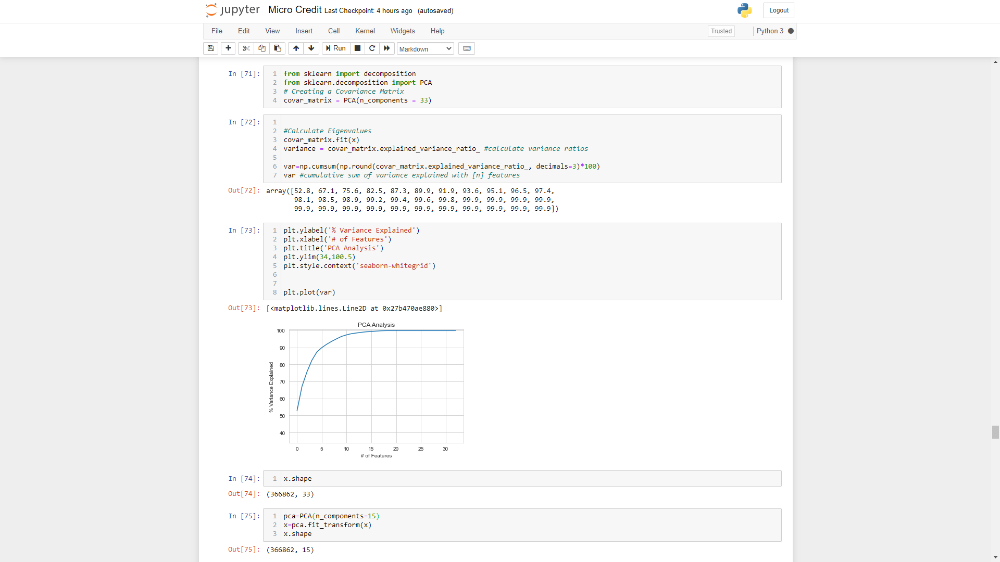 jupyter Micro Credit Last Checkpoint: 4 hours ago (autosaved) Logout
File Edit View Insert Cell Kernel Widgets Help Trusted Python 3
Run Markdown
In [71]: 1 from sklearn import decomposition
2 from sklearn.decomposition import PCA
3 # Creating a Covariance Matrix
4 covar_matrix = PCA(n_components = 33)
In [72]: 1
2 #Calculate Eigenvalues
3 covar_matrix.fit(x)
4 variance = covar_matrix.explained_variance_ratio_ #calculate variance ratios
5
6 var=np.cumsum(np.round(covar_matrix.explained_variance_ratio_, decimals=3)*100)
7 var #cumulative sum of variance explained with [n] features
Out[72]: array([52.8, 67.1, 75.6, 82.5, 87.3, 89.9, 91.9, 93.6, 95.1, 96.5, 97.4,
98.1, 98.5, 98.9, 99.2, 99.4, 99.6, 99.8, 99.9, 99.9, 99.9, 99.9,
99.9, 99.9, 99.9, 99.9, 99.9, 99.9, 99.9, 99.9, 99.9, 99.9, 99.9])
In [73]: 1 plt.ylabel('% Variance Explained')
2 plt.xlabel('# of Features')
3 plt.title('PCA Analysis')
4 plt.ylim(34,100.5)
5 plt.style.context('seaborn-whitegrid')
6
7
8 plt.plot(var)
Out[73]: [<matplotlib.lines.Line2D at 0x27b470ae880>]
PCA Analysis
100
90
80
70
60
50
40
% Variance Explained
0 5 10 15 20 25 30
# of Features
In [74]: 1 x.shape
Out[74]: (366862, 33)
In [75]: 1 pca=PCA(n_components=15)
2 x=pca.fit_transform(x)
3 x.shape
Out[75]: (366862, 15)